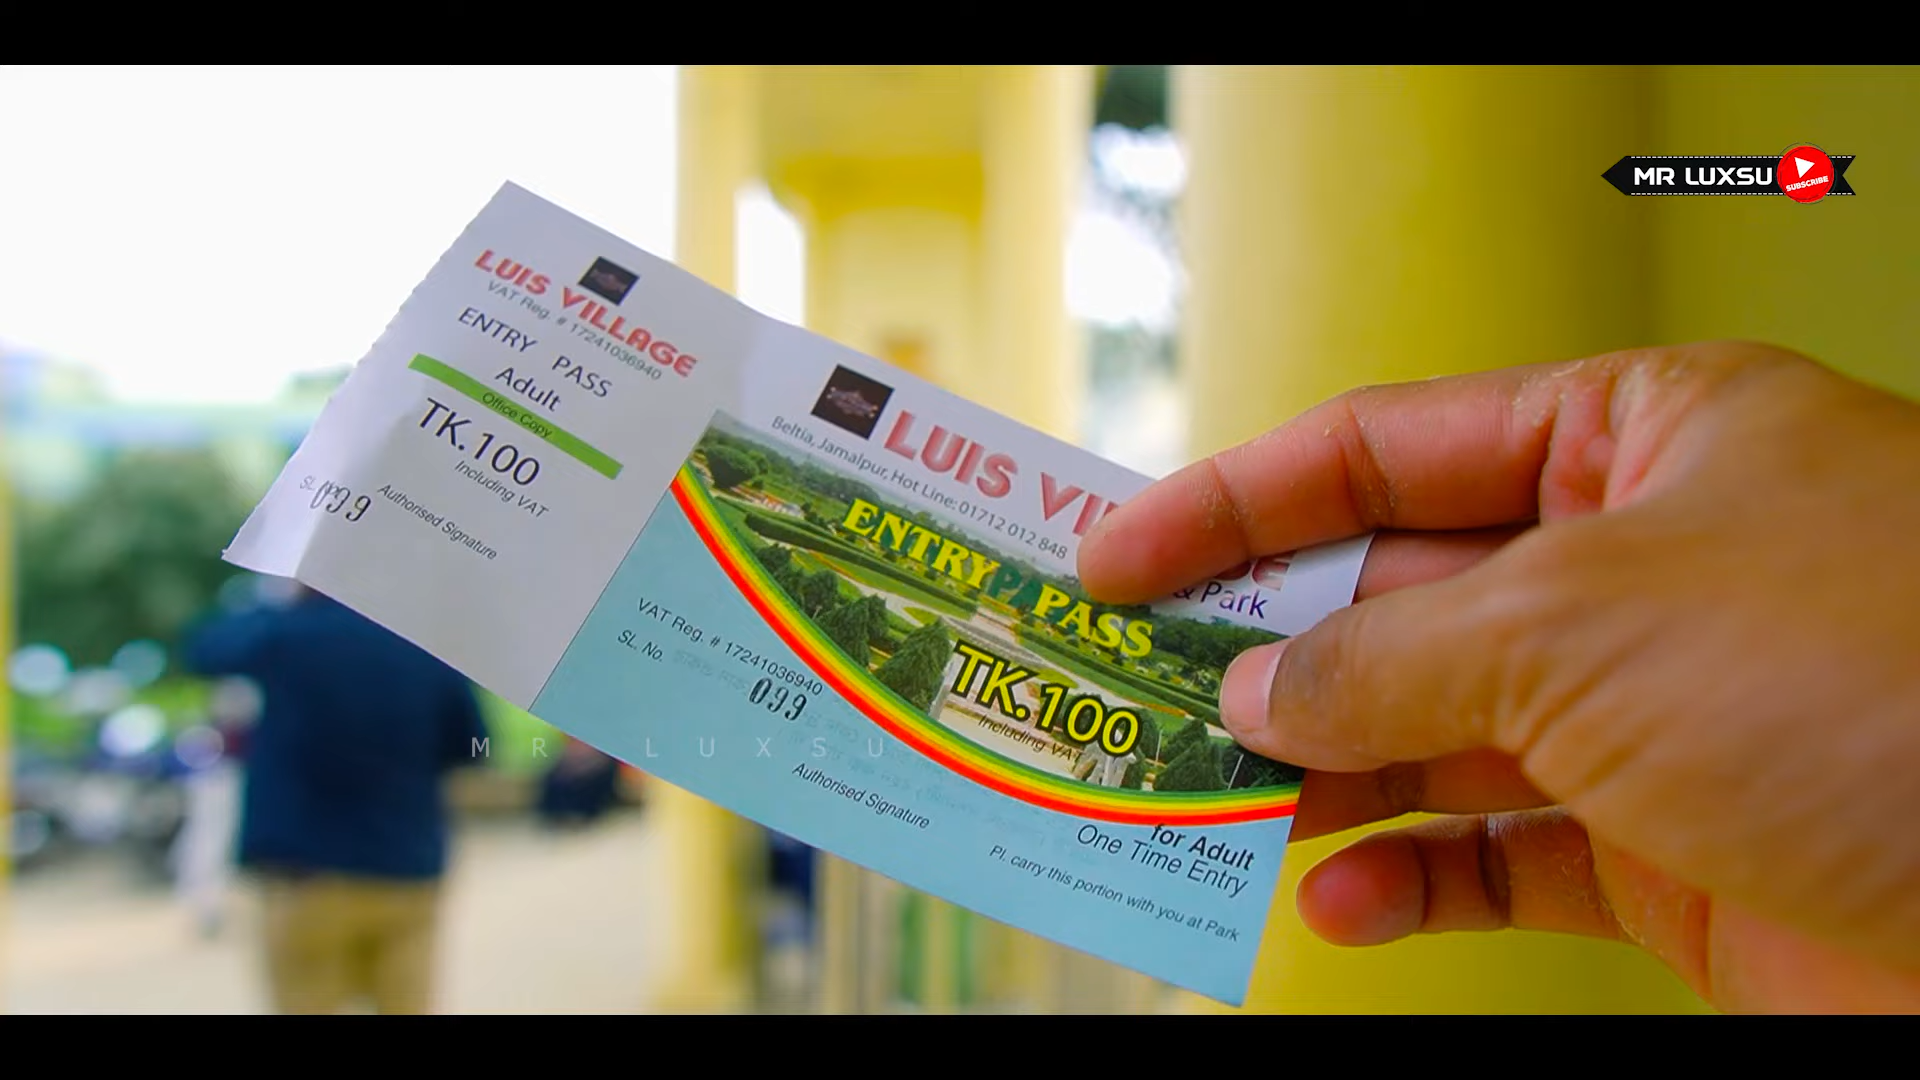 MR LUXSU
SUBSCRIBE
LUIS VILLAGE
VAT Reg. # 17241036940
ENTRY PASS
Adult
Office Copy
TK.100
Including VAT
SL. No. 099
Authorised Signature
LUIS VI
Beltia, Jamalpur, Hot Line: 01712 012 848
& Park
ENTRY PASS
TK.100
Including VAT
VAT Reg. # 17241036940
SL. No. 099
Authorised Signature
for Adult
One Time Entry
Pl. carry this portion with you at Park
MR LUXSU